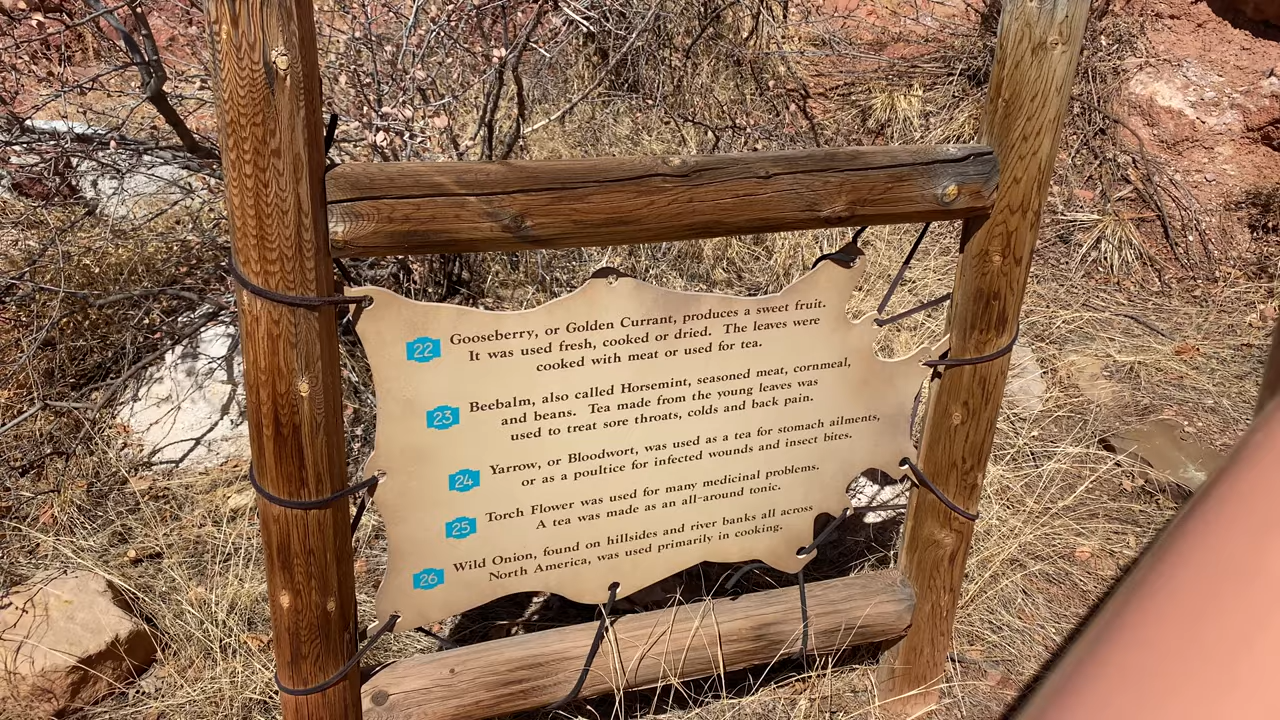 22 Gooseberry, or Golden Currant, produces a sweet fruit.
It was used fresh, cooked or dried. The leaves were
cooked with meat or used for tea.
23 Beebalm, also called Horsemint, seasoned meat, cornmeal,
and beans. Tea made from the young leaves was
used to treat sore throats, colds and back pain.
24 Yarrow, or Bloodwort, was used as a tea for stomach ailments,
or as a poultice for infected wounds and insect bites.
25 Torch Flower was used for many medicinal problems.
A tea was made as an all-around tonic.
26 Wild Onion, found on hillsides and river banks all across
North America, was used primarily in cooking.